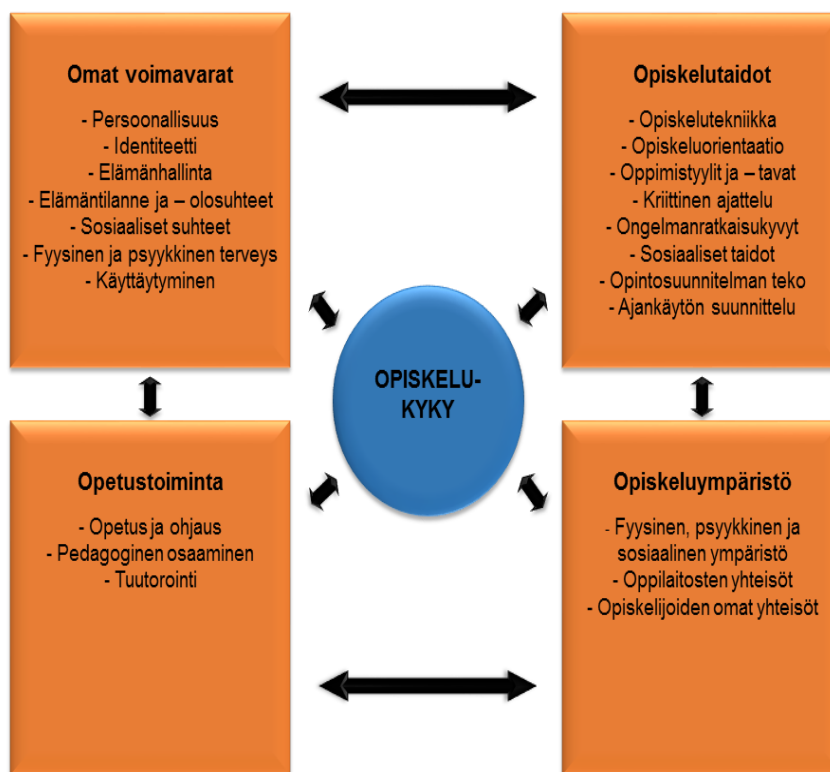 Omat voimavarat
- Persoonallisuus
- Identiteetti
- Elämänhallinta
- Elämäntilanne ja – olosuhteet
- Sosiaaliset suhteet
- Fyysinen ja psyykkinen terveys
- Käyttäytyminen
Opiskelutaidot
- Opiskelutekniikka
- Opiskeluorientaatio
- Oppimistyylit ja – tavat
- Kriittinen ajattelu
- Ongelmanratkaisukyvyt
- Sosiaaliset taidot
- Opintosuunnitelman teko
- Ajankäytön suunnittelu
OPISKELU-
KYKY
Opetustoiminta
- Opetus ja ohjaus
- Pedagoginen osaaminen
- Tuutorointi
Opiskeluympäristö
- Fyysinen, psyykkinen ja
sosiaalinen ympäristö
- Oppilaitosten yhteisöt
- Opiskelijoiden omat yhteisöt